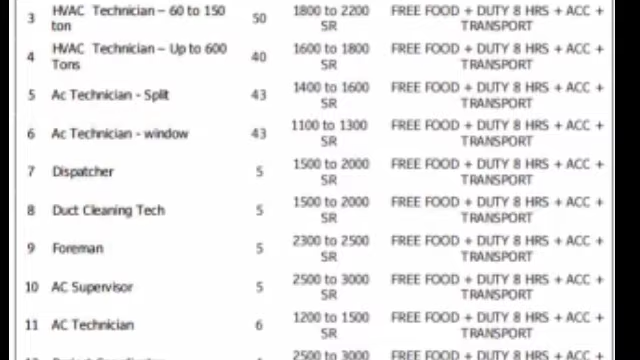 3 HVAC Technician – 60 to 150 ton 50 1800 to 2200 SR FREE FOOD + DUTY 8 HRS + ACC + TRANSPORT
4 HVAC Technician – Up to 600 Tons 40 1600 to 1800 SR FREE FOOD + DUTY 8 HRS + ACC + TRANSPORT
5 Ac Technician - Split 43 1400 to 1600 SR FREE FOOD + DUTY 8 HRS + ACC + TRANSPORT
6 Ac Technician - window 43 1100 to 1300 SR FREE FOOD + DUTY 8 HRS + ACC + TRANSPORT
7 Dispatcher 5 1500 to 2000 SR FREE FOOD + DUTY 8 HRS + ACC + TRANSPORT
8 Duct Cleaning Tech 5 1500 to 2000 SR FREE FOOD + DUTY 8 HRS + ACC + TRANSPORT
9 Foreman 5 2300 to 2500 SR FREE FOOD + DUTY 8 HRS + ACC + TRANSPORT
10 AC Supervisor 5 2500 to 3000 SR FREE FOOD + DUTY 8 HRS + ACC + TRANSPORT
11 AC Technician 6 1200 to 1500 SR FREE FOOD + DUTY 8 HRS + ACC + TRANSPORT
2500 to 3000 FREE FOOD + DUTY 8 HRS + ACC +